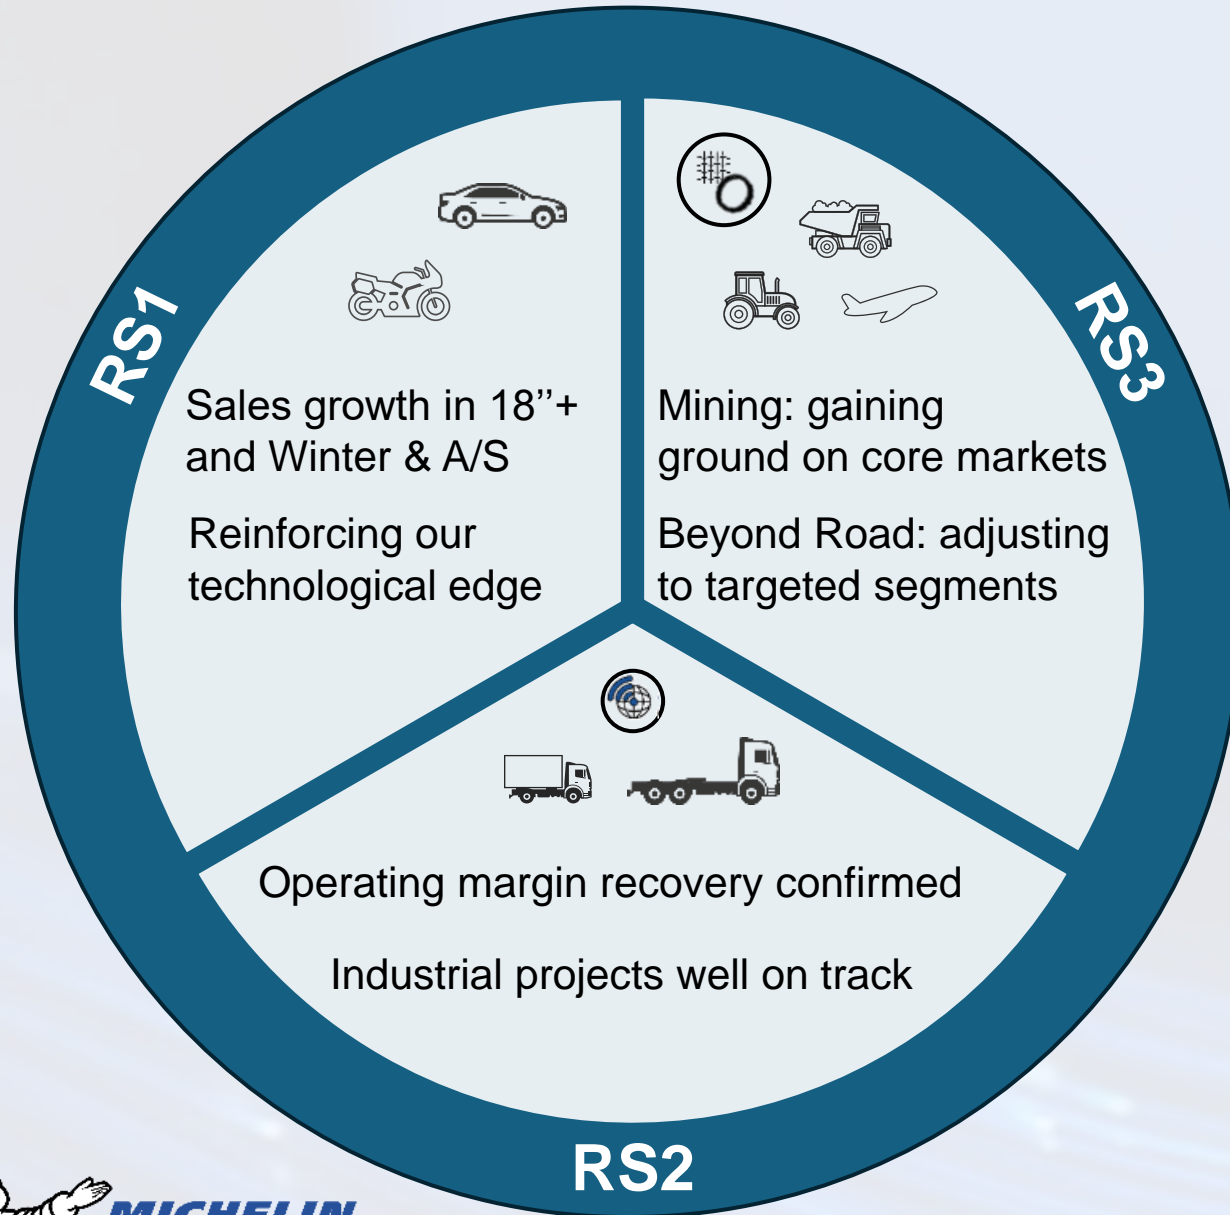 RS1
Sales growth in 18’’+
and Winter & A/S
Reinforcing our
technological edge
RS3
Mining: gaining
ground on core markets
Beyond Road: adjusting
to targeted segments
Operating margin recovery confirmed
Industrial projects well on track
RS2
MICHELIN